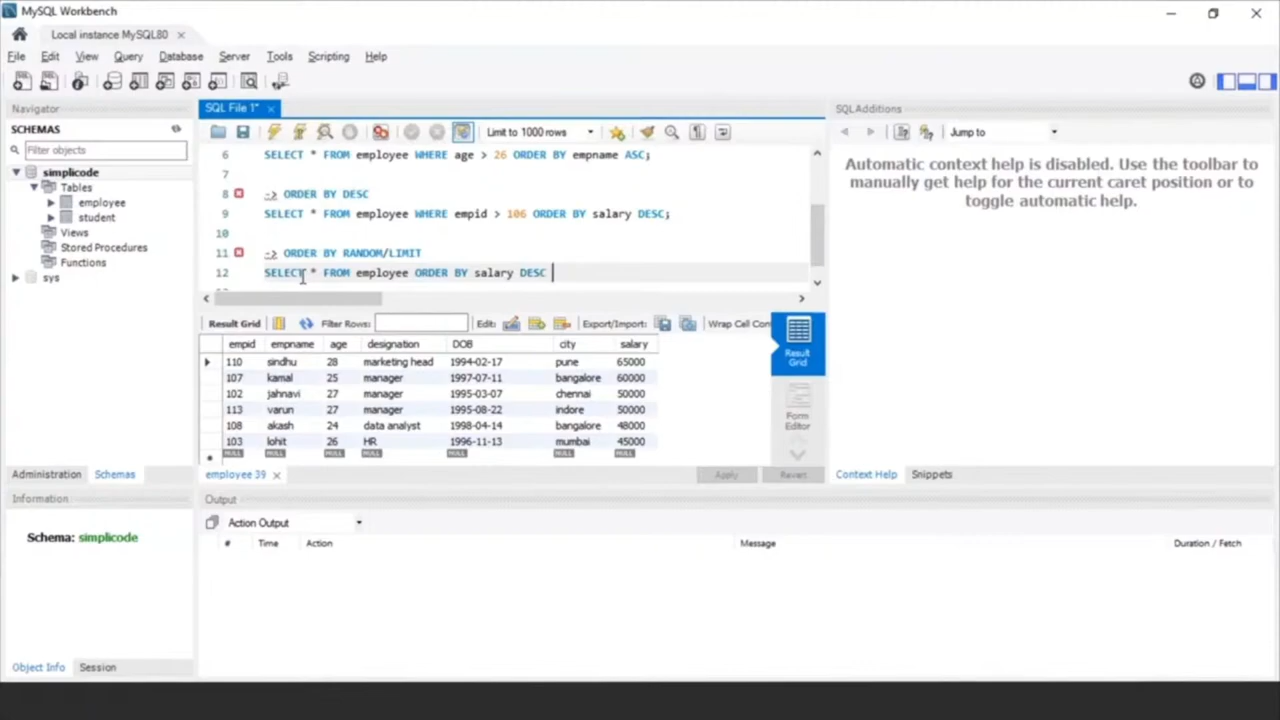 MySQL Workbench
Local instance MySQL80
File Edit View Query Database Server Tools Scripting Help
Navigator
SCHEMAS
Filter objects
simplicode
Tables
employee
student
Views
Stored Procedures
Functions
sys
Administration Schemas
Information
Schema: simplicode
Object Info Session
SQL File 1*
Limit to 1000 rows
6 SELECT * FROM employee WHERE age > 26 ORDER BY empname ASC;
7
8 -> ORDER BY DESC
9 SELECT * FROM employee WHERE empid > 106 ORDER BY salary DESC;
10
11 -> ORDER BY RANDOM/LIMIT
12 SELECT * FROM employee ORDER BY salary DESC
Result Grid Filter Rows: Edit: Export/Import: Wrap Cell Con
empid empname age designation DOB city salary
110 sindhu 28 marketing head 1994-02-17 pune 65000
107 kamal 25 manager 1997-07-11 bangalore 60000
102 jahnavi 27 manager 1995-03-07 chennai 50000
113 varun 27 manager 1995-08-22 indore 50000
108 akash 24 data analyst 1998-04-14 bangalore 48000
103 lohit 26 HR 1996-11-13 mumbai 45000
NULL NULL NULL NULL NULL NULL NULL
Result
Grid
Form
Editor
employee 39 Apply Revert
SQLAdditions
Jump to
Automatic context help is disabled. Use the toolbar to
manually get help for the current caret position or to
toggle automatic help.
Context Help Snippets
Output
Action Output
# Time Action Message Duration / Fetch